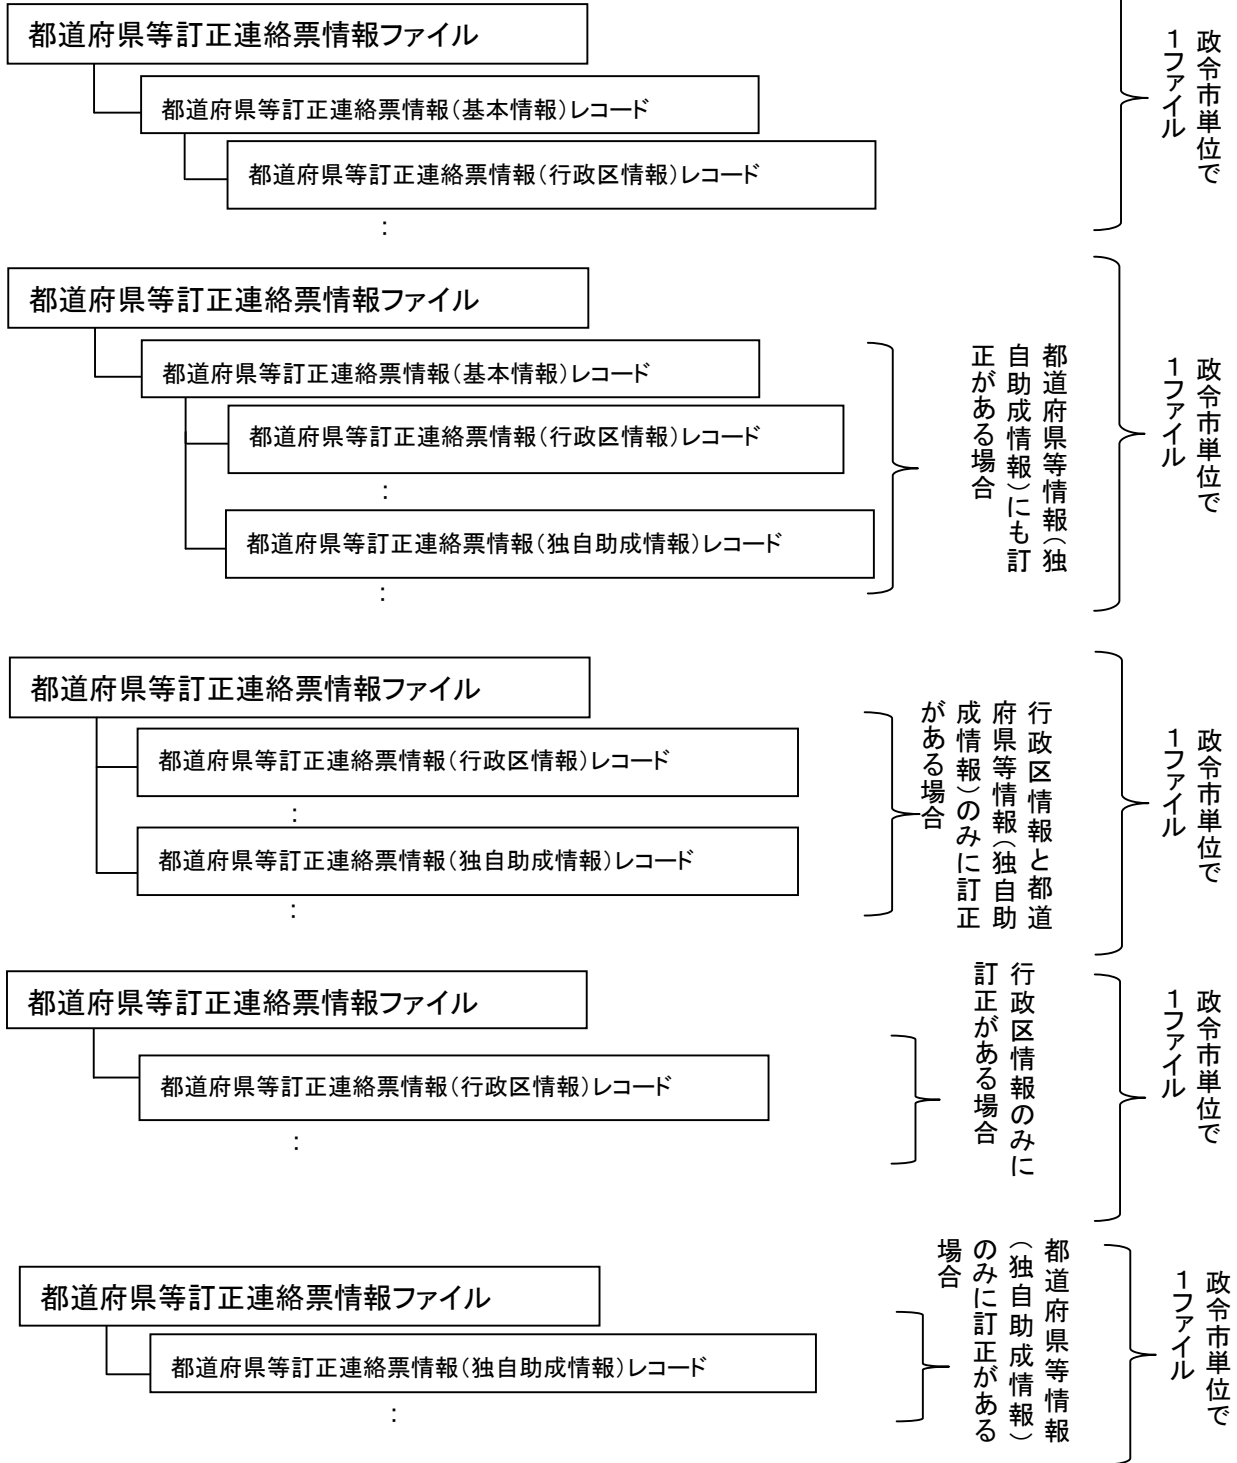 都道府県等訂正連絡票情報ファイル
都道府県等訂正連絡票情報(基本情報)レコード
都道府県等訂正連絡票情報(行政区情報)レコード
:
政令市単位で
1ファイル
都道府県等訂正連絡票情報ファイル
都道府県等訂正連絡票情報(基本情報)レコード
都道府県等訂正連絡票情報(行政区情報)レコード
:
都道府県等訂正連絡票情報(独自助成情報)レコード
:
都道府県等情報(独
自助成情報)にも訂
正がある場合
政令市単位で
1ファイル
都道府県等訂正連絡票情報ファイル
都道府県等訂正連絡票情報(行政区情報)レコード
:
都道府県等訂正連絡票情報(独自助成情報)レコード
:
行政区情報と都道
府県等情報(独自助
成情報)のみに訂正
がある場合
政令市単位で
1ファイル
都道府県等訂正連絡票情報ファイル
都道府県等訂正連絡票情報(行政区情報)レコード
:
行政区情報のみに
訂正がある場合
政令市単位で
1ファイル
都道府県等訂正連絡票情報ファイル
都道府県等訂正連絡票情報(独自助成情報)レコード
:
都道府県等情報
(独自助成情報)
のみに訂正がある
場合
政令市単位で
1ファイル